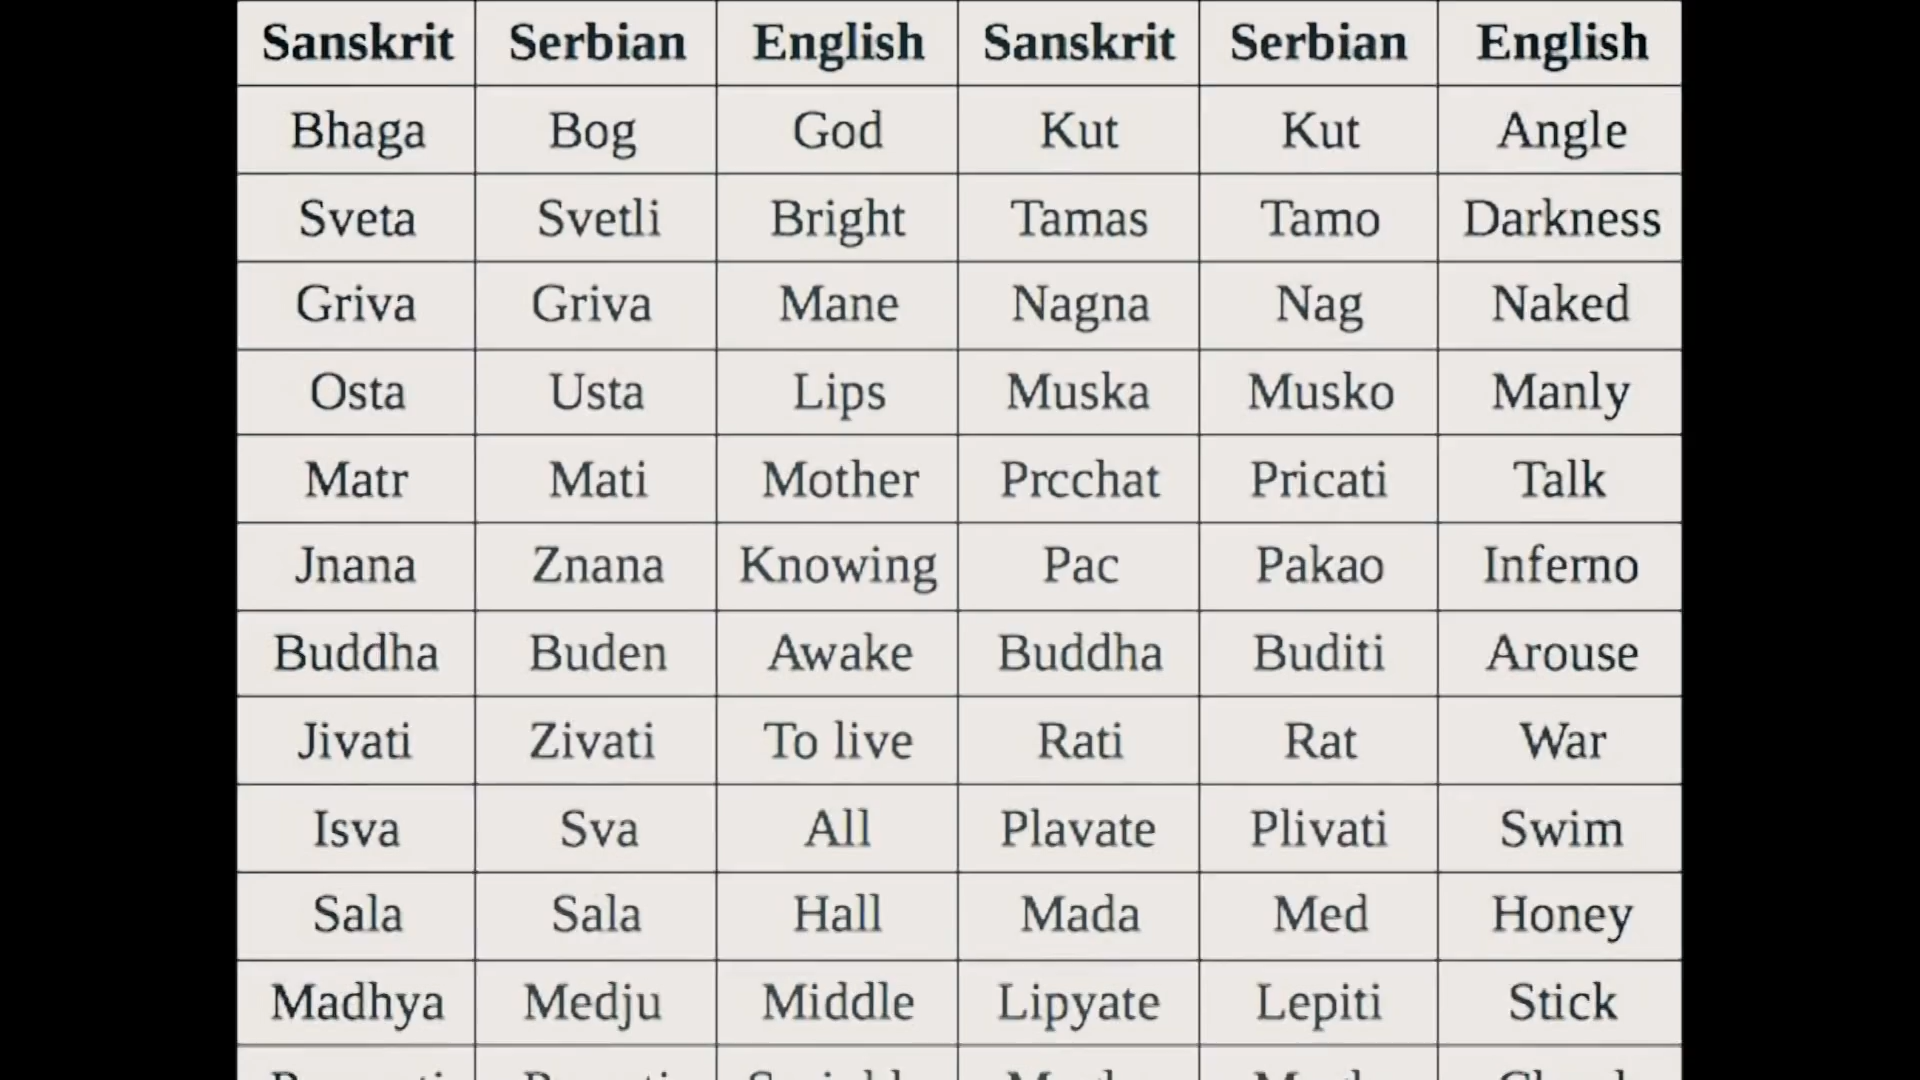 Sanskrit Serbian English Sanskrit Serbian English
Bhaga Bog God Kut Kut Angle
Sveta Svetli Bright Tamas Tamo Darkness
Griva Griva Mane Nagna Nag Naked
Osta Usta Lips Muska Musko Manly
Matr Mati Mother Prcchat Pricati Talk
Jnana Znana Knowing Pac Pakao Inferno
Buddha Buden Awake Buddha Buditi Arouse
Jivati Zivati To live Rati Rat War
Isva Sva All Plavate Plivati Swim
Sala Sala Hall Mada Med Honey
Madhya Medju Middle Lipyate Lepiti Stick